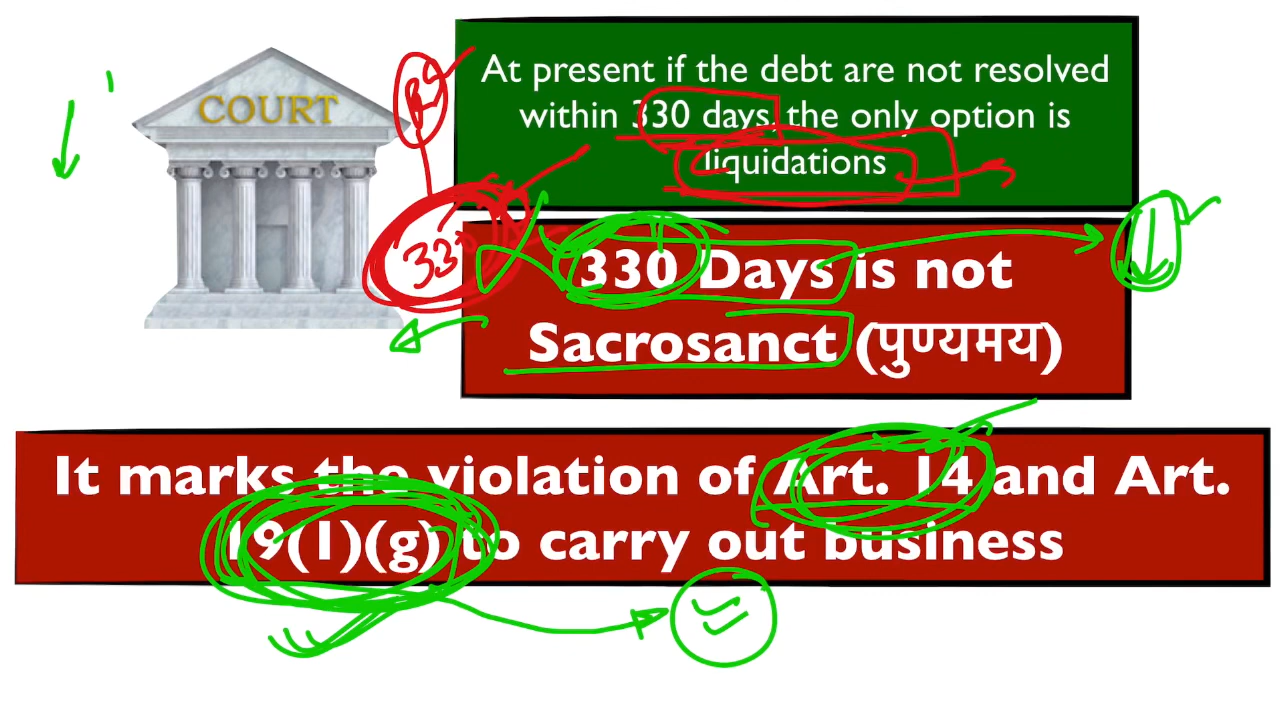 COURT
At present if the debt are not resolved
within 330 days, the only option is
liquidations
330
330 Days is not
Sacrosanct (पुण्यमय)
It marks the violation of Art. 14 and Art.
19(1)(g) to carry out business